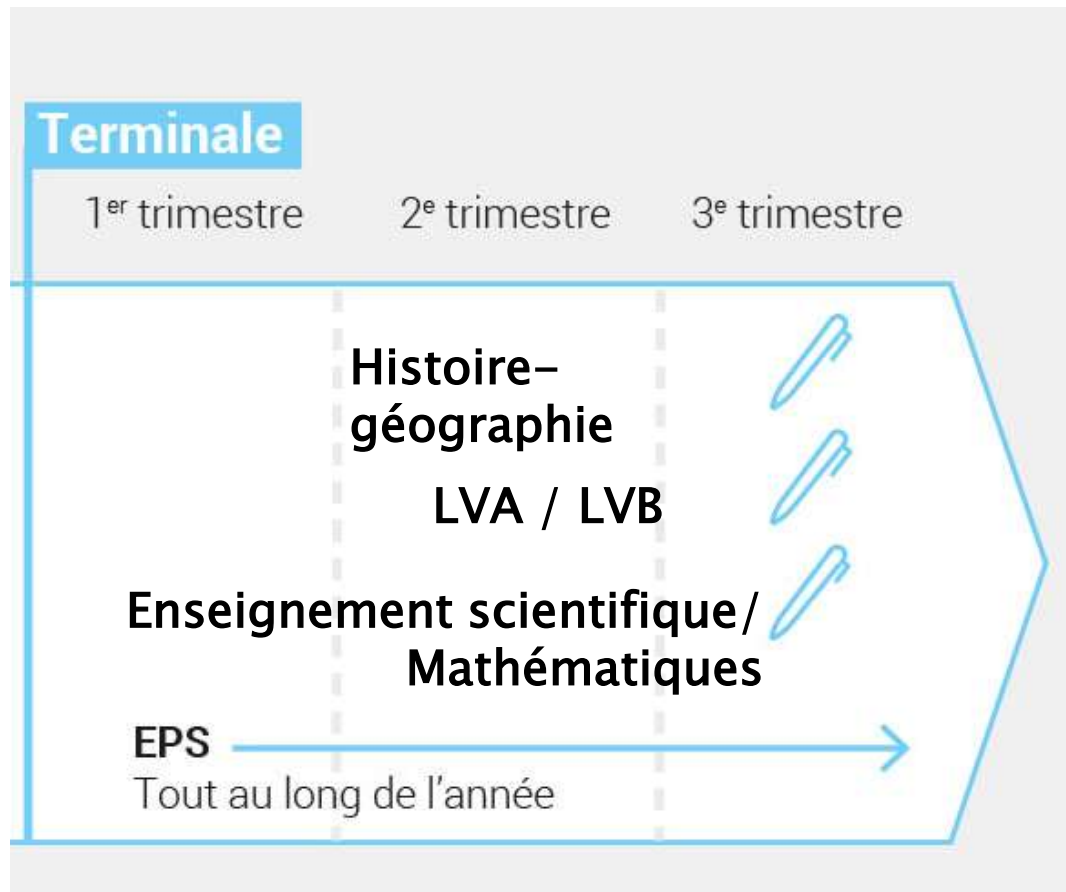 Terminale
1er trimestre 2e trimestre 3e trimestre
Histoire-
géographie
LVA / LVB
Enseignement scientifique/
Mathématiques
EPS
Tout au long de l'année